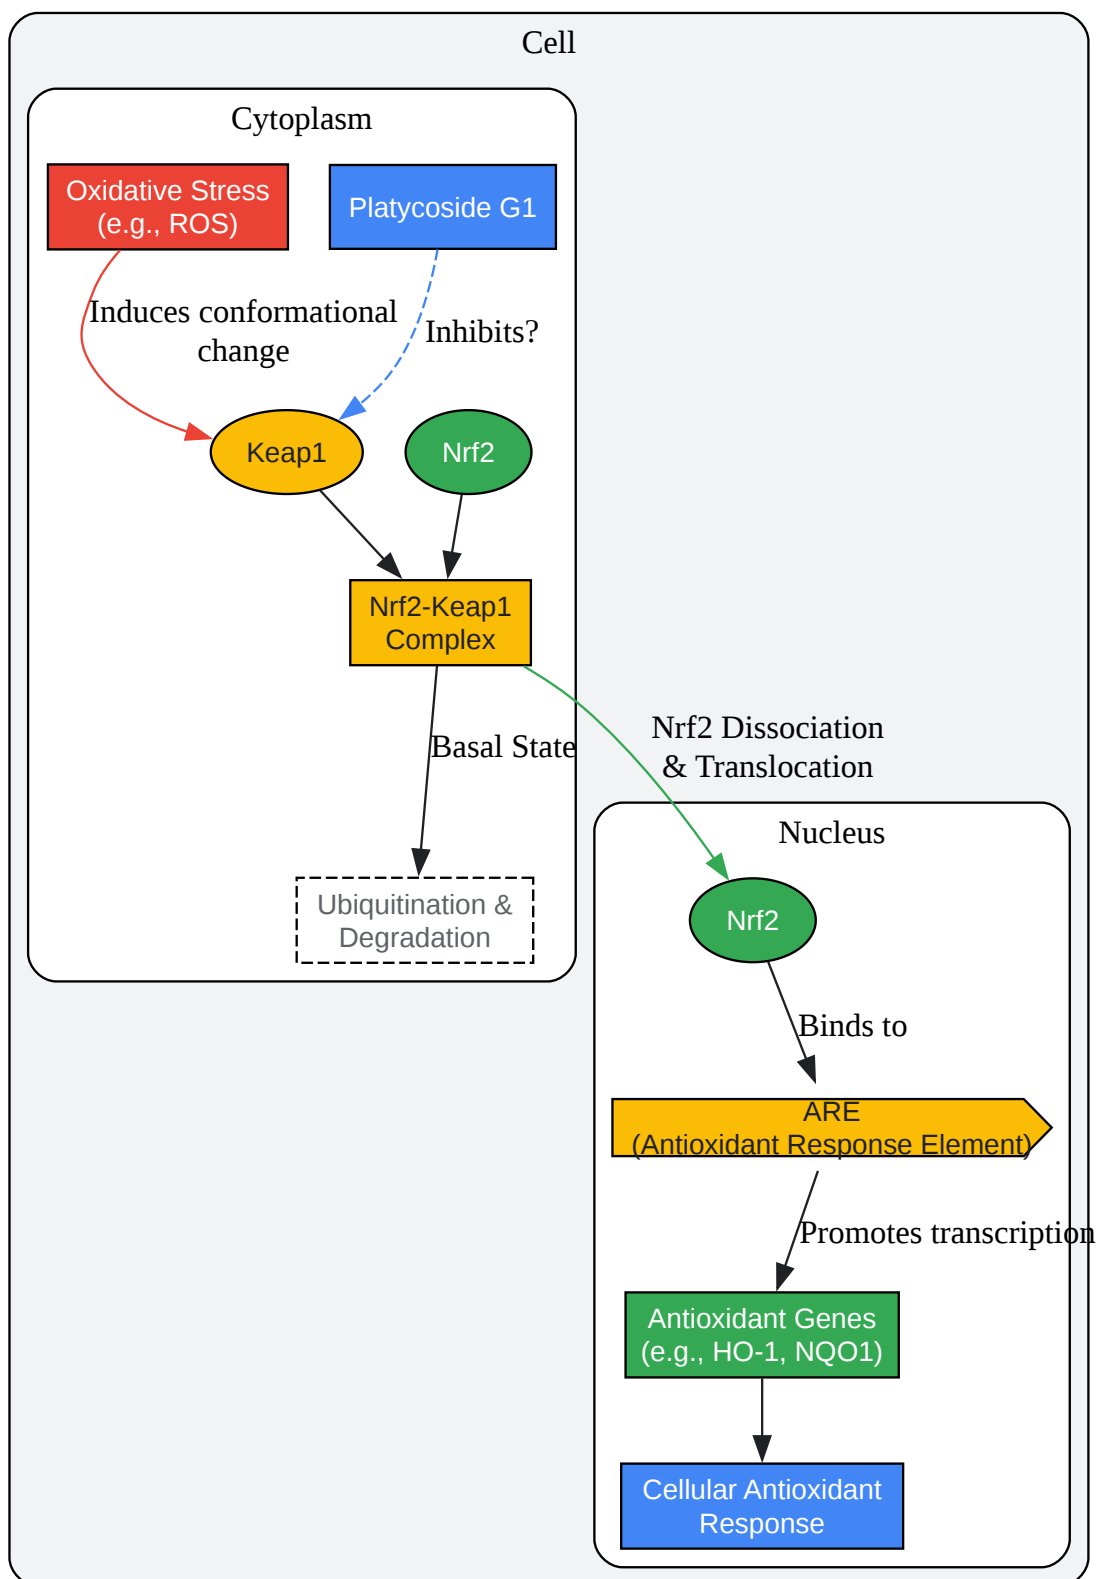 Cell
Cytoplasm
Oxidative Stress
(e.g., ROS)
Platycoside G1
Induces conformational
change
Inhibits?
Keap1
Nrf2
Nrf2-Keap1
Complex
Basal State
Nrf2 Dissociation
& Translocation
Ubiquitination &
Degradation
Nucleus
Nrf2
Binds to
ARE
(Antioxidant Response Element)
Promotes transcription
Antioxidant Genes
(e.g., HO-1, NQO1)
Cellular Antioxidant
Response